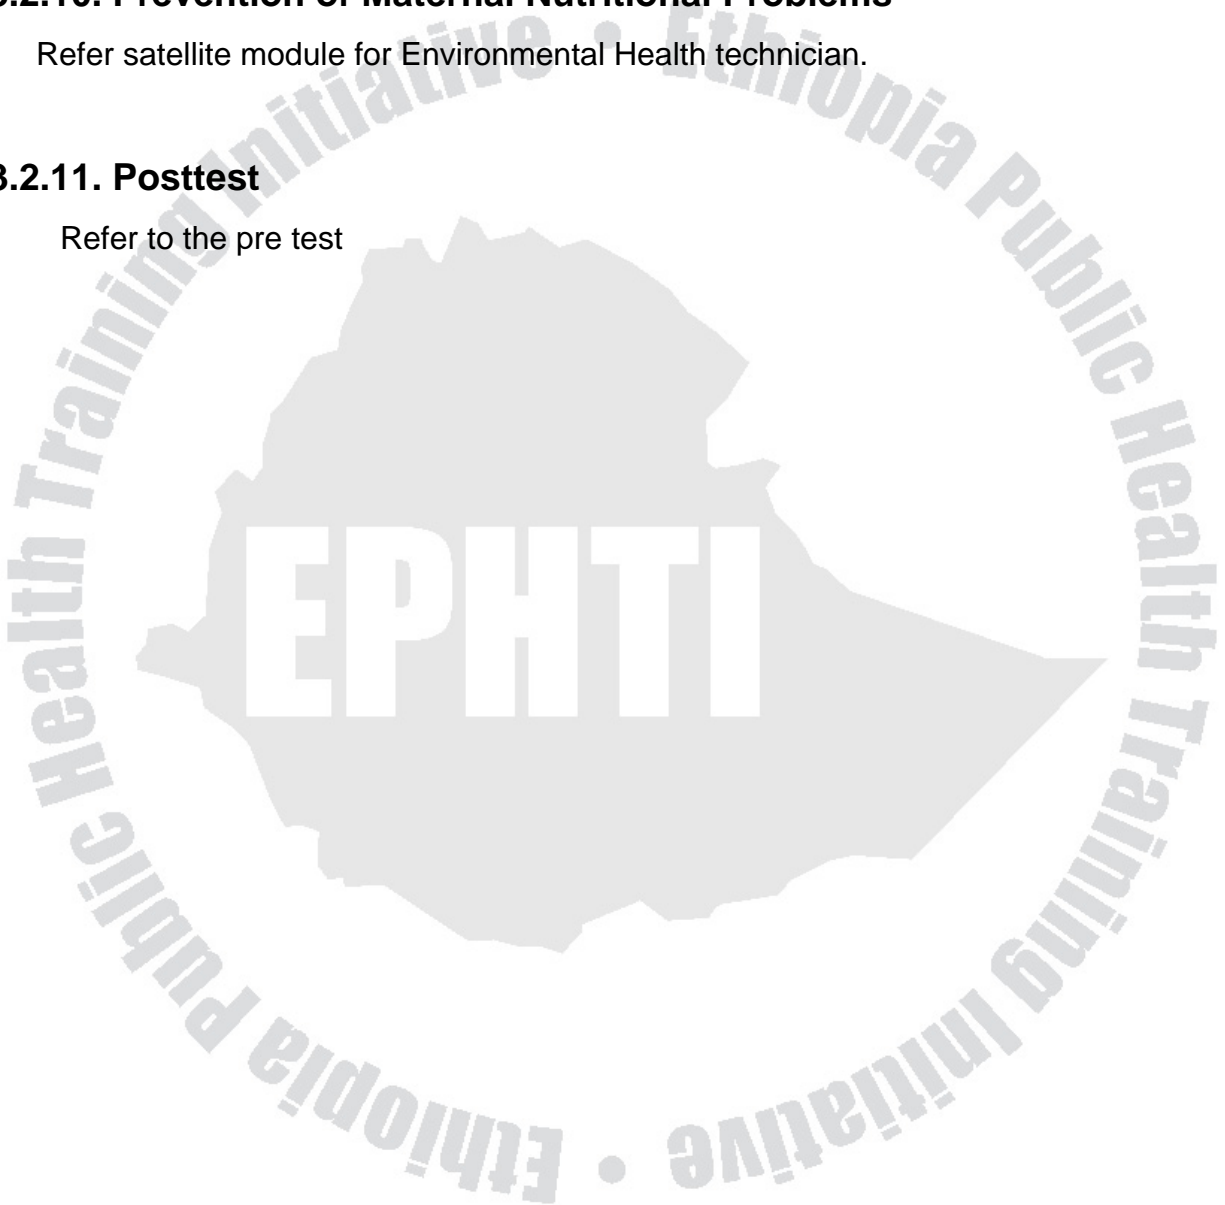 3.2.10. Prevention of Maternal Nutritional Problems
Refer satellite module for Environmental Health technician.
3.2.11. Posttest
Refer to the pre test
EPHTI
Ethiopia Public Health Training Initiative • Ethiopia Public Health Training Initiative •